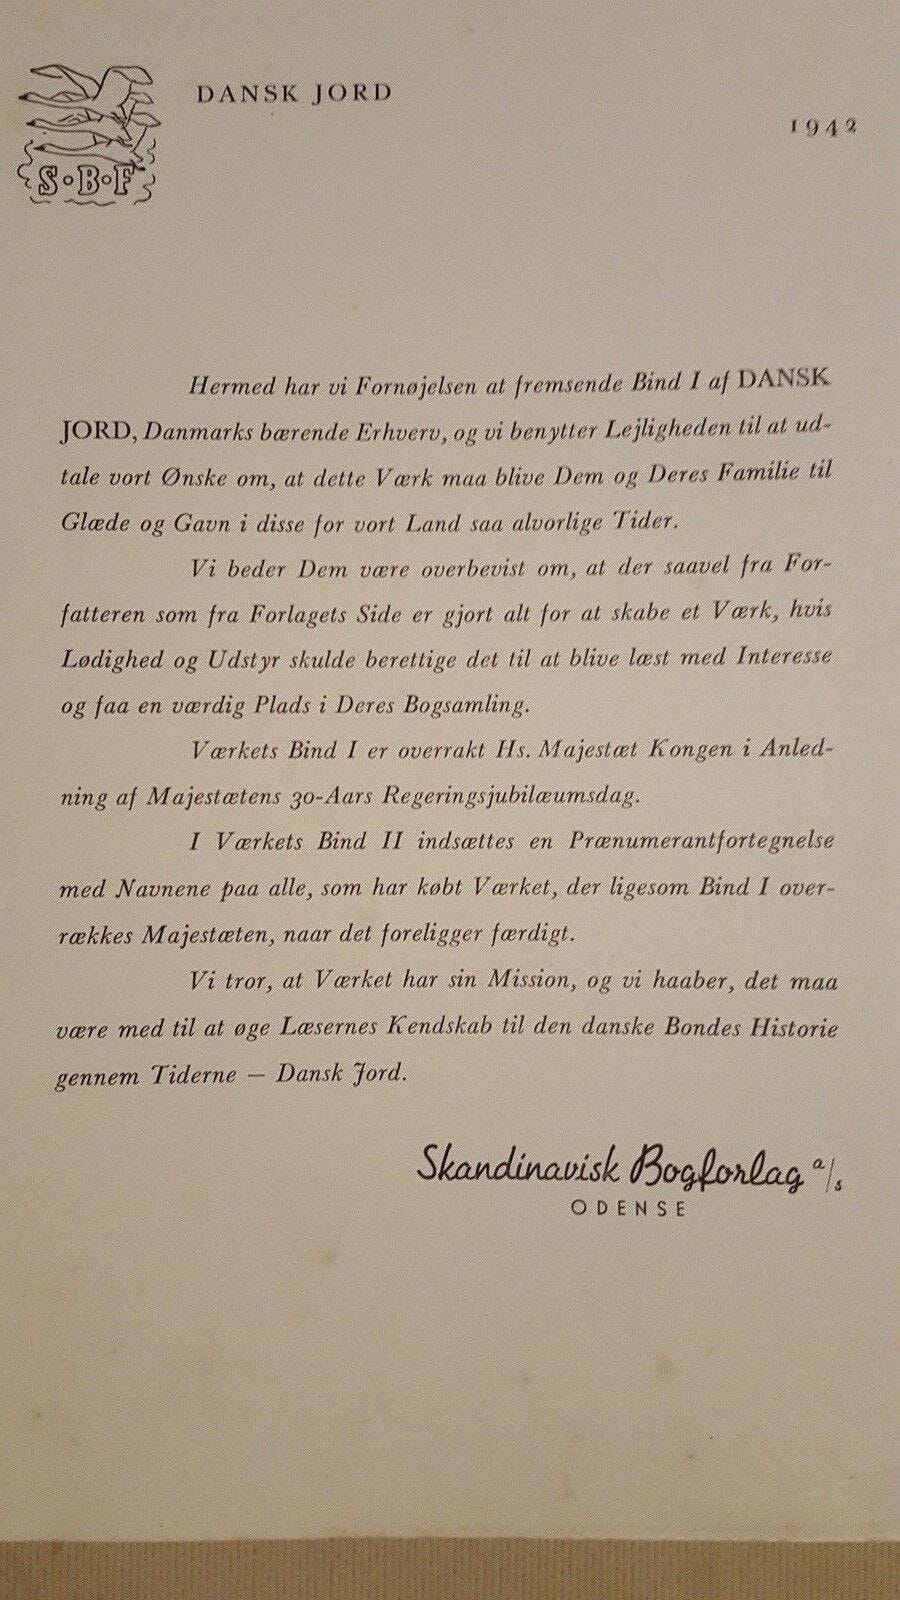 DANSK JORD
1942
S·B·F
Hermed har vi Fornøjelsen at fremsende Bind I af DANSK
JORD, Danmarks bærende Erhverv, og vi benytter Lejligheden til at ud-
tale vort Ønske om, at dette Værk maa blive Dem og Deres Familie til
Glæde og Gavn i disse for vort Land saa alvorlige Tider.
Vi beder Dem være overbevist om, at der saavel fra For-
fatteren som fra Forlagets Side er gjort alt for at skabe et Værk, hvis
Lødighed og Udstyr skulde berettige det til at blive læst med Interesse
og faa en værdig Plads i Deres Bogsamling.
Værkets Bind I er overrakt Hs. Majestæt Kongen i Anled-
ning af Majestætens 30-Aars Regeringsjubilæumsdag.
I Værkets Bind II indsættes en Prænumerantfortegnelse
med Navnene paa alle, som har købt Værket, der ligesom Bind I over-
rækkes Majestæten, naar det foreligger færdigt.
Vi tror, at Værket har sin Mission, og vi haaber, det maa
være med til at øge Læsernes Kendskab til den danske Bondes Historie
gennem Tiderne — Dansk Jord.
Skandinavisk Bogforlag a/s
ODENSE